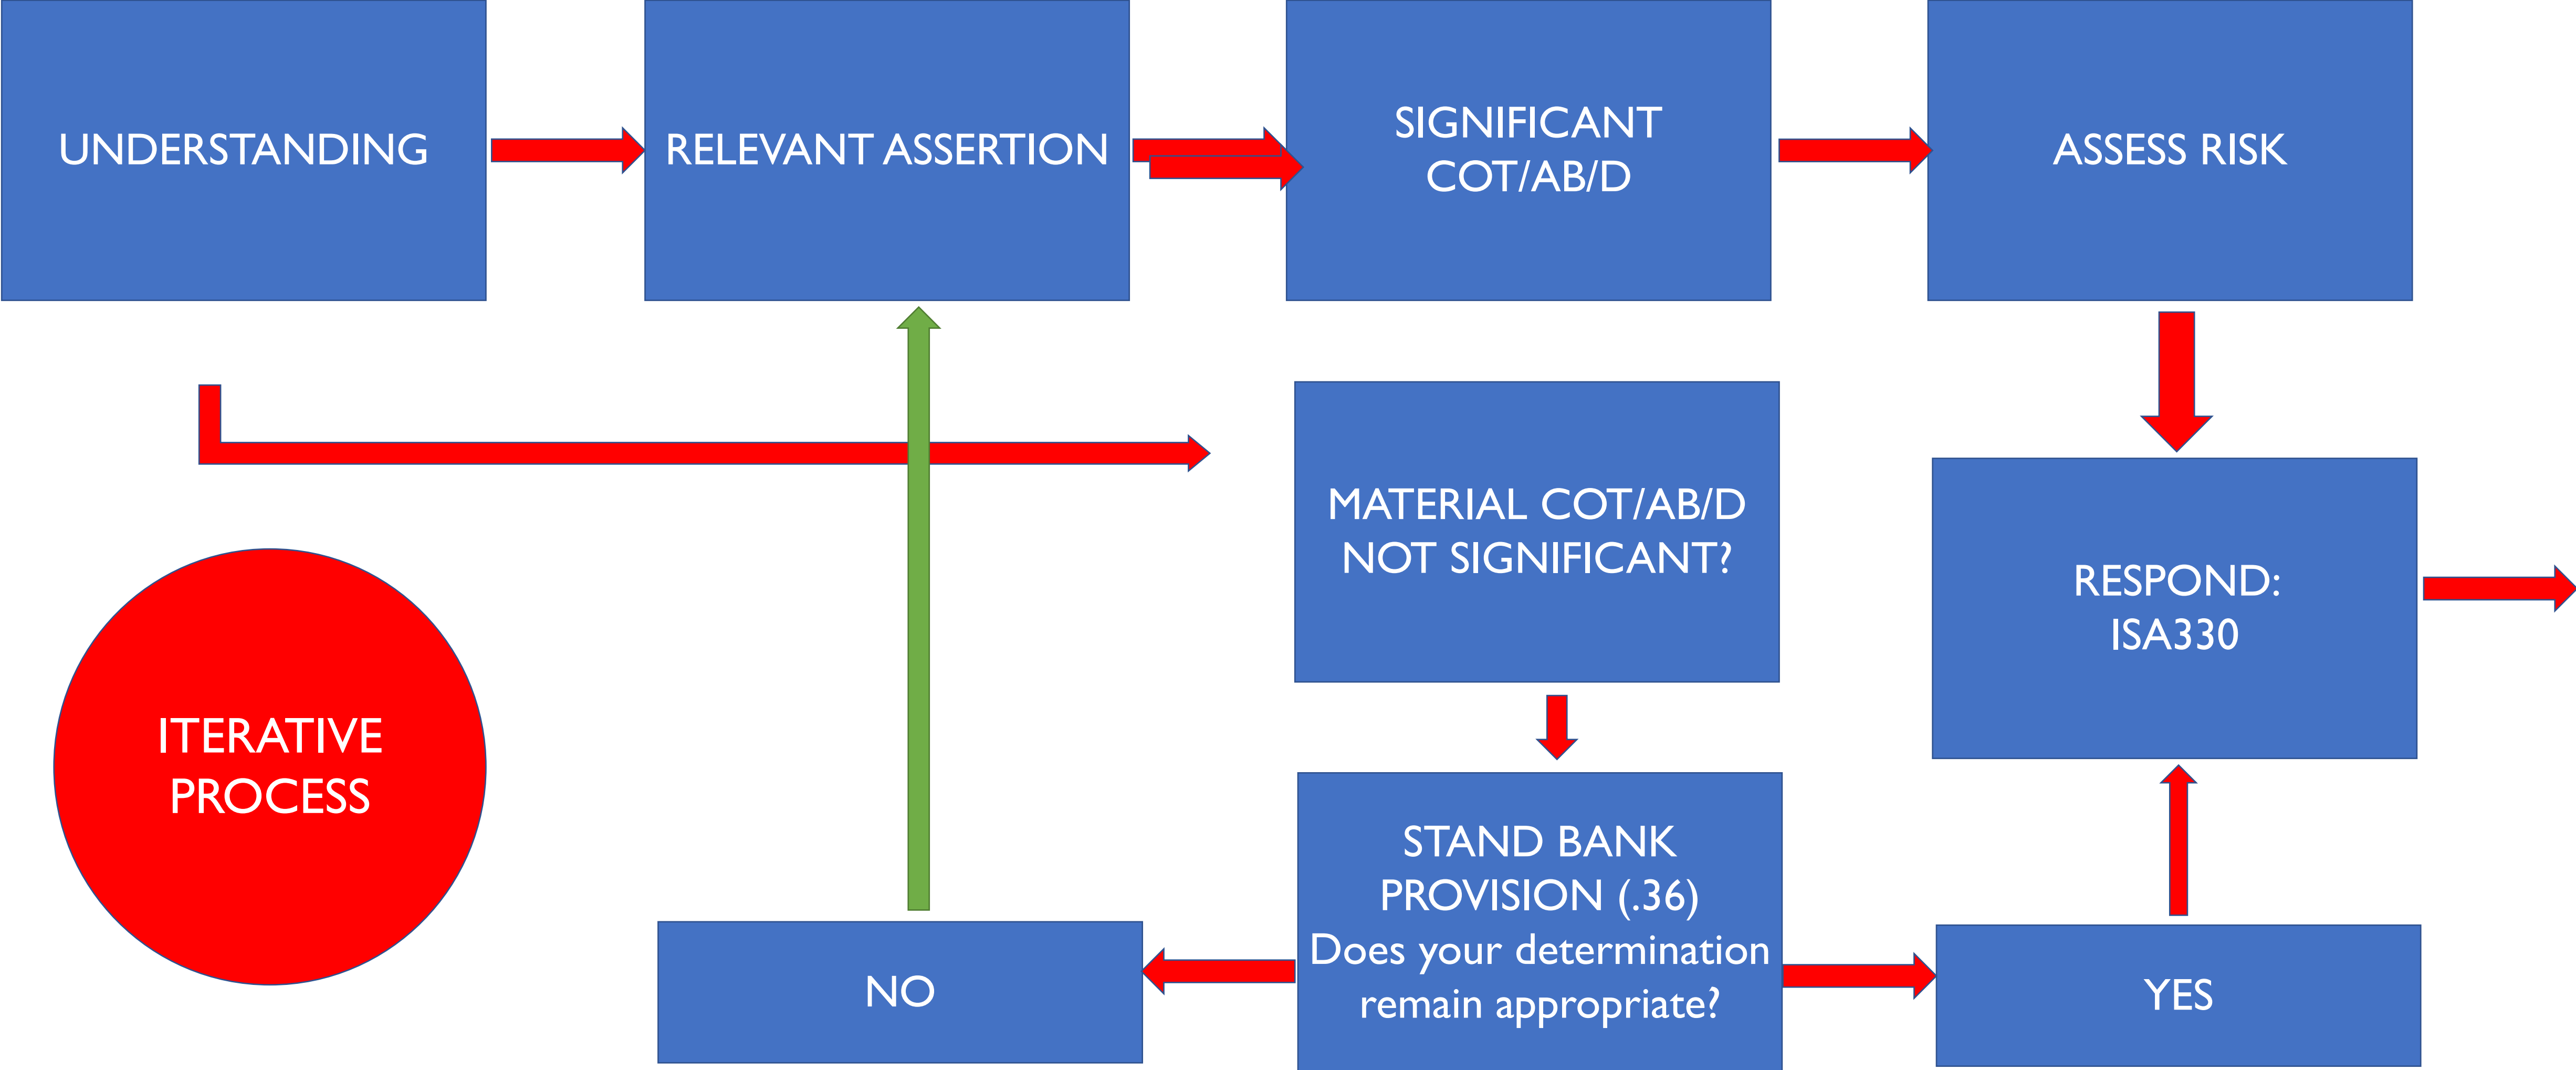 UNDERSTANDING
RELEVANT ASSERTION
SIGNIFICANT
COT/AB/D
ASSESS RISK
MATERIAL COT/AB/D
NOT SIGNIFICANT?
RESPOND:
ISA330
ITERATIVE
PROCESS
STAND BANK
PROVISION (.36)
Does your determination
remain appropriate?
NO
YES